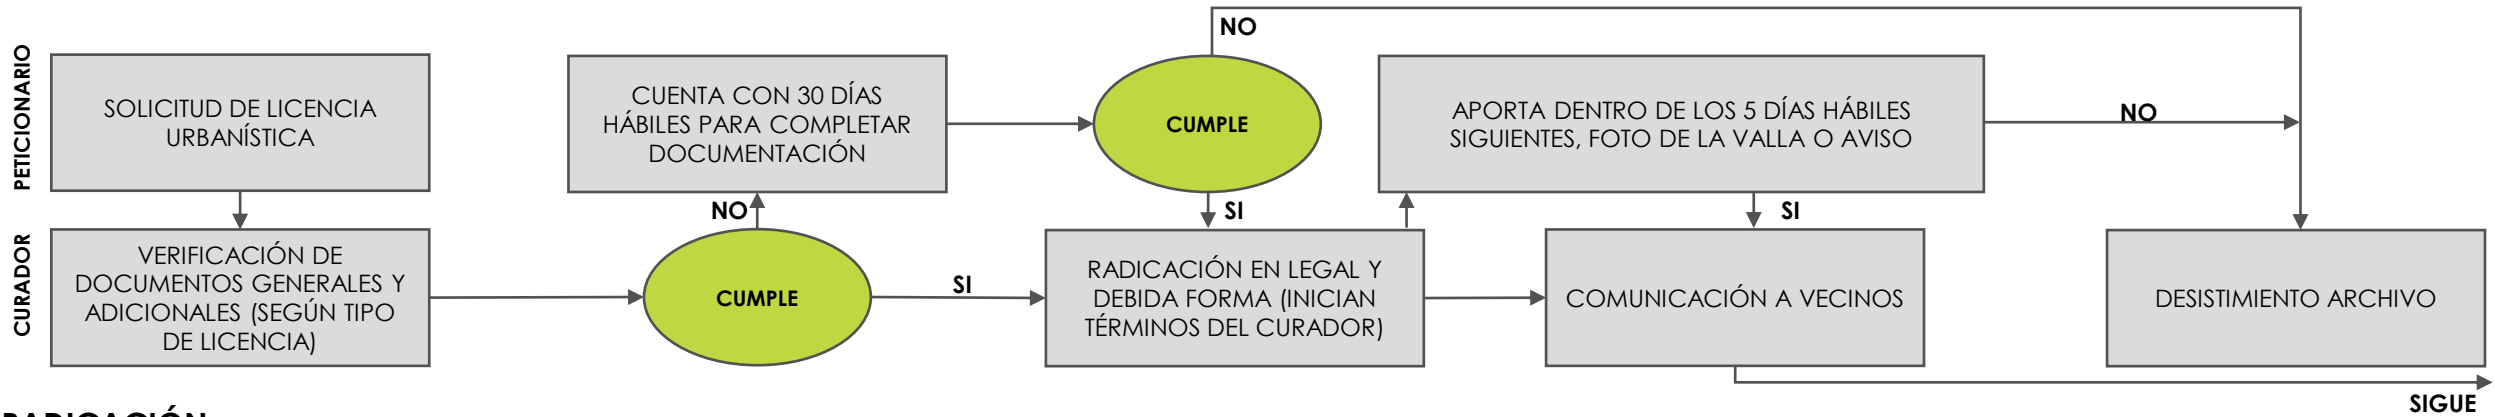 PETICIONARIO
SOLICITUD DE LICENCIA
URBANÍSTICA
CUENTA CON 30 DÍAS
HÁBILES PARA COMPLETAR
DOCUMENTACIÓN
CUMPLE
NO
APORTA DENTRO DE LOS 5 DÍAS HÁBILES
SIGUIENTES, FOTO DE LA VALLA O AVISO
NO
NO
SI
SI
CURADOR
VERIFICACIÓN DE
DOCUMENTOS GENERALES Y
ADICIONALES (SEGÚN TIPO
DE LICENCIA)
CUMPLE
SI
RADICACIÓN EN LEGAL Y
DEBIDA FORMA (INICIAN
TÉRMINOS DEL CURADOR)
COMUNICACIÓN A VECINOS
DESISTIMIENTO ARCHIVO
SIGUE
RADICACIÓN